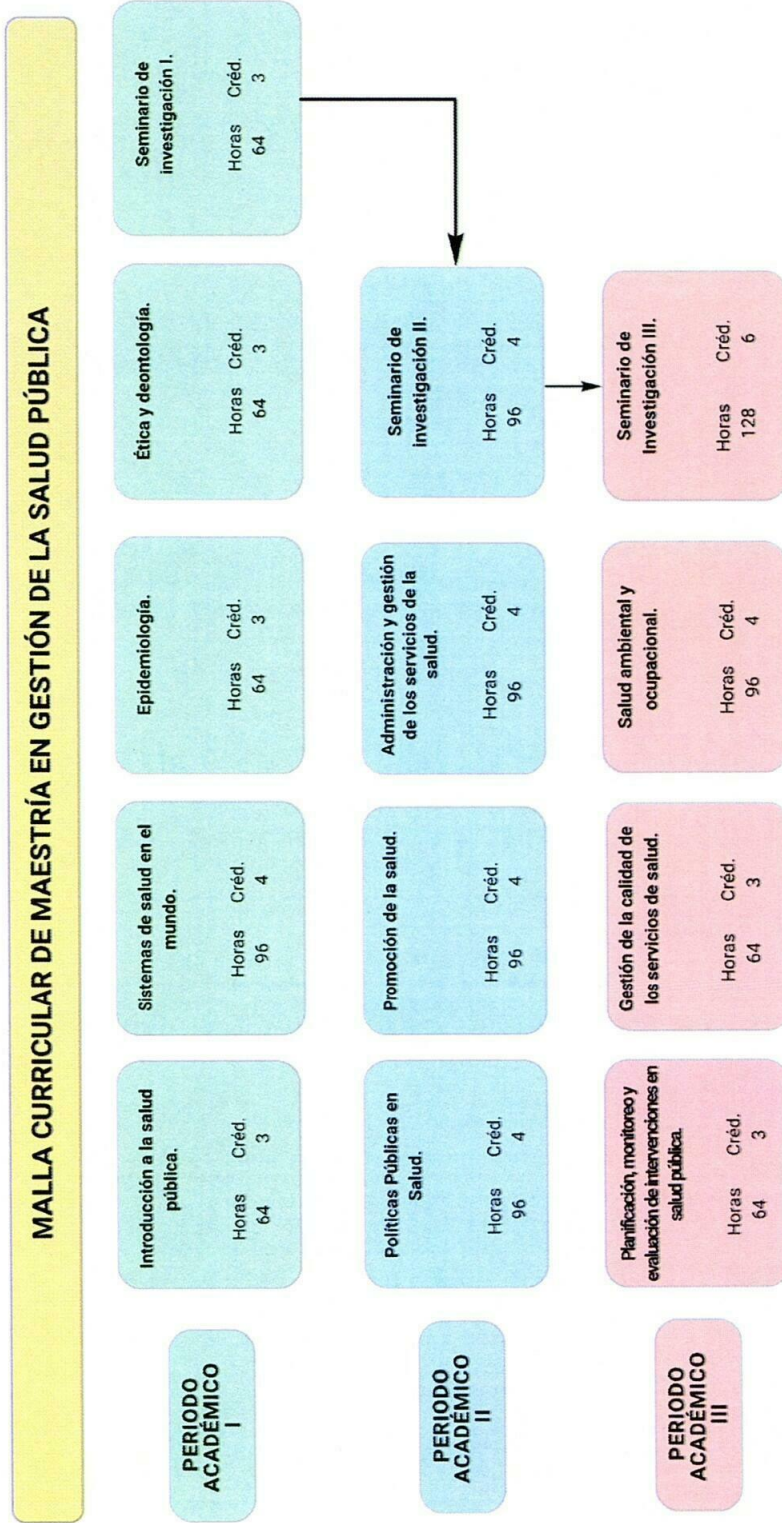 MALLA CURRICULAR DE MAESTRÍA EN GESTIÓN DE LA SALUD PÚBLICA
PERIODO
ACADÉMICO
I
Introducción a la salud
pública.
Horas Créd.
64 3
Sistemas de salud en el
mundo.
Horas Créd.
96 4
Epidemiología.
Horas Créd.
64 3
Ética y deontología.
Horas Créd.
64 3
Seminario de
investigación I.
Horas Créd.
64 3
PERIODO
ACADÉMICO
II
Políticas Públicas en
Salud.
Horas Créd.
96 4
Promoción de la salud.
Horas Créd.
96 4
Administración y gestión
de los servicios de la
salud.
Horas Créd.
96 4
Seminario de
investigación II.
Horas Créd.
96 4
PERIODO
ACADÉMICO
III
Planificación, monitoreo y
evaluación de intervenciones en
salud pública.
Horas Créd.
64 3
Gestión de la calidad de
los servicios de salud.
Horas Créd.
64 3
Salud ambiental y
ocupacional.
Horas Créd.
96 4
Seminario de
Investigación III.
Horas Créd.
128 6